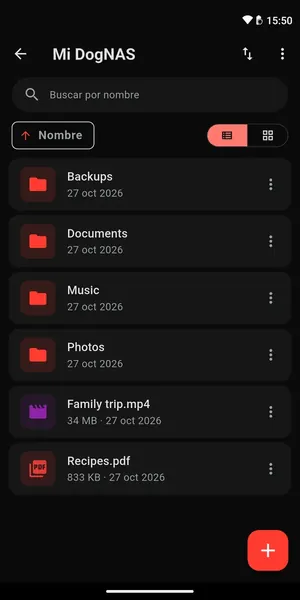 15:50
Mi DogNAS
Buscar por nombre
Nombre
Backups
27 oct 2026
Documents
27 oct 2026
Music
27 oct 2026
Photos
27 oct 2026
Family trip.mp4
34 MB · 27 oct 2026
PDF
Recipes.pdf
833 KB · 27 oct 2026